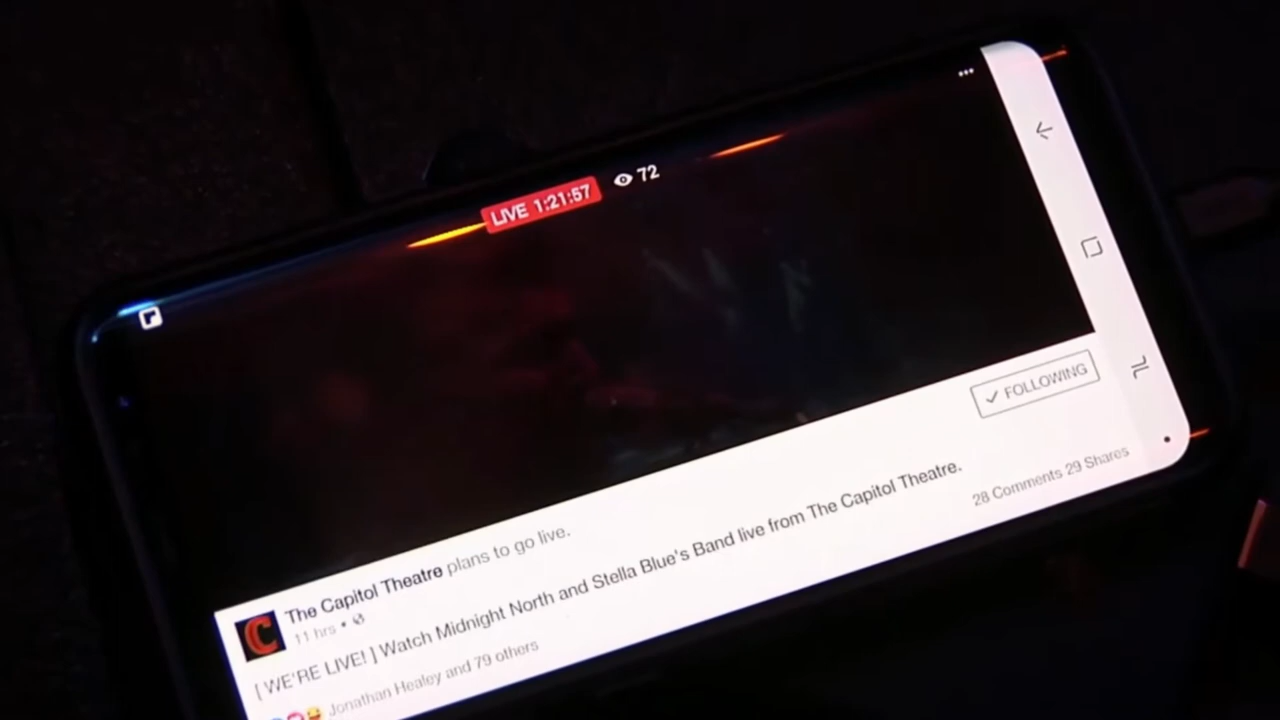 LIVE 1:21:57 72
FOLLOWING
The Capitol Theatre plans to go live.
11 hrs
[ WE'RE LIVE! ] Watch Midnight North and Stella Blue's Band live from The Capitol Theatre.
Jonathan Healey and 79 others
28 Comments 29 Shares